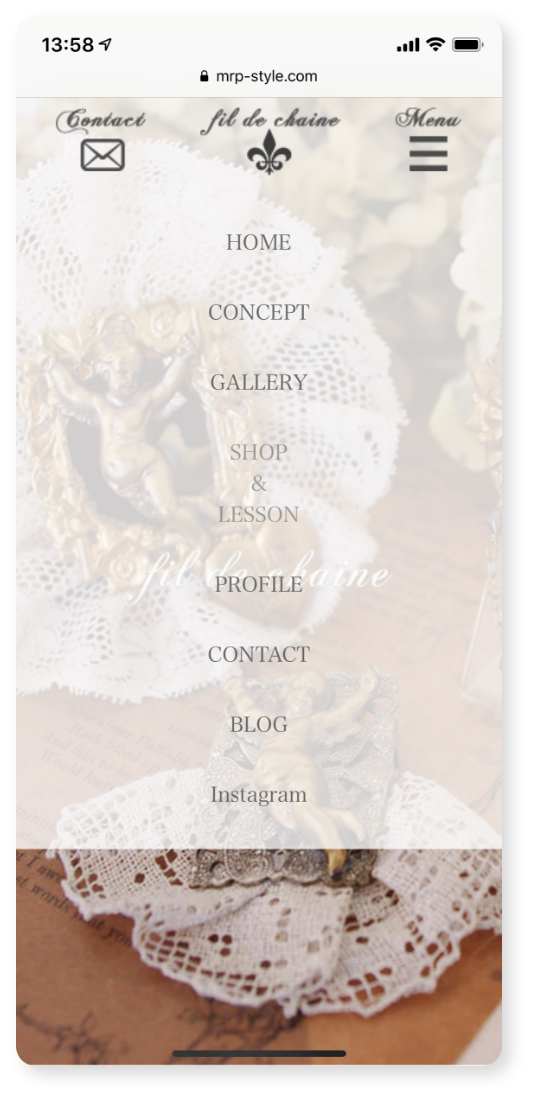 13:58
mrp-style.com
Contact
fil de chaine
Menu
HOME
CONCEPT
GALLERY
SHOP
&
LESSON
fil de chaine
PROFILE
CONTACT
BLOG
Instagram